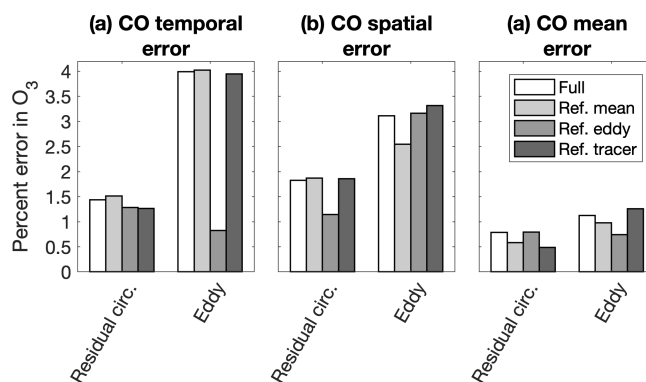 (a) CO temporal
error
(b) CO spatial
error
(a) CO mean
error
Percent error in O3
4
3.5
3
2.5
2
1.5
1
0.5
0
Full
Ref. mean
Ref. eddy
Ref. tracer
Residual circ.
Eddy
Residual circ.
Eddy
Residual circ.
Eddy